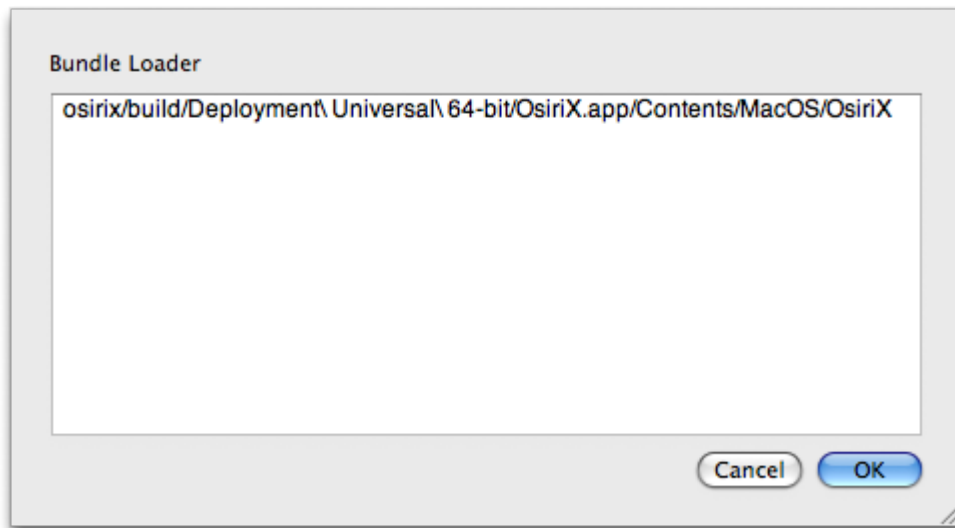 Bundle Loader
osirix/build/Deployment\ Universal\ 64-bit/OsiriX.app/Contents/MacOS/OsiriX
Cancel
OK